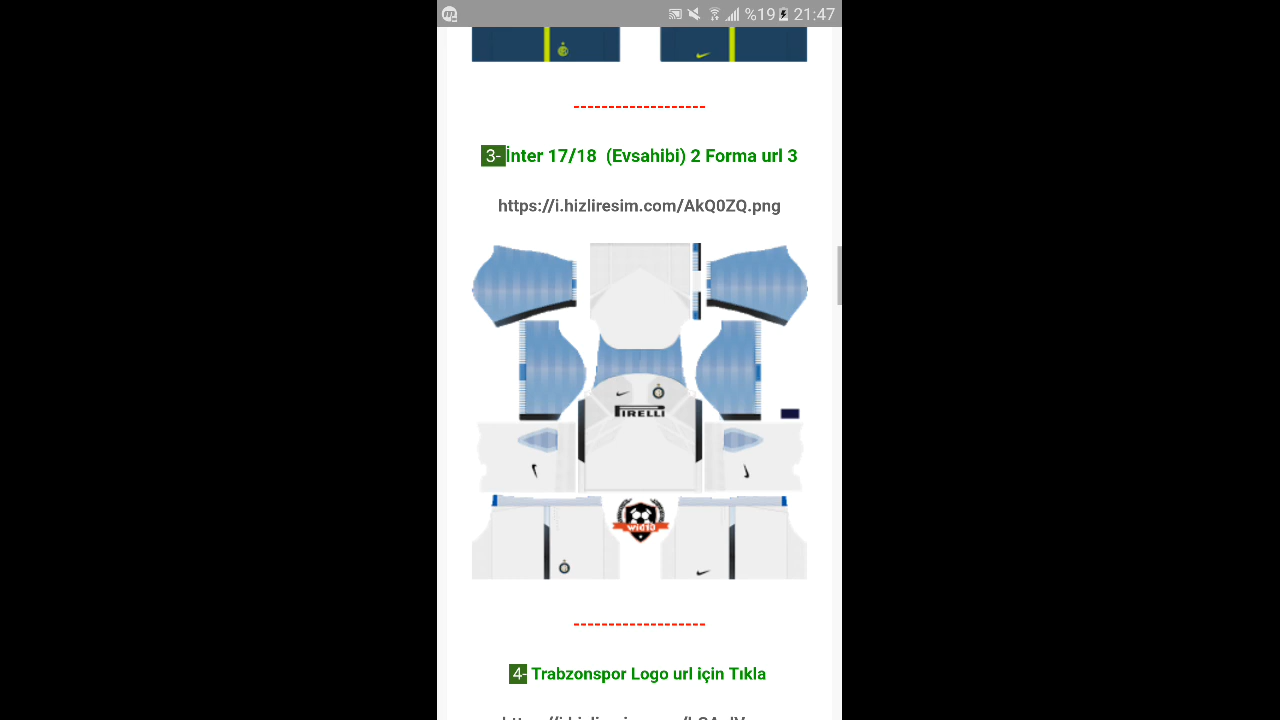 %19 21:47
--------------------
3- İnter 17/18 (Evsahibi) 2 Forma url 3
https://i.hizliresim.com/AkQ0ZQ.png
PIRELLI
wid10
--------------------
4- Trabzonspor Logo url için Tıkla